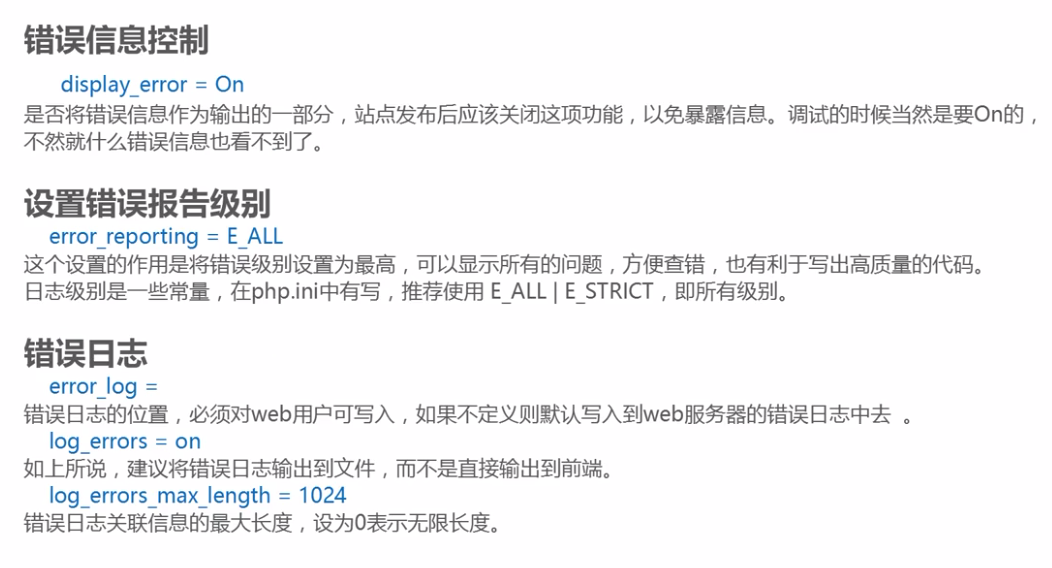 错误信息控制
display_error = On
是否将错误信息作为输出的一部分，站点发布后应该关闭这项功能，以免暴露信息。调试的时候当然是要On的，
不然就什么错误信息也看不到了。
设置错误报告级别
error_reporting = E_ALL
这个设置的作用是将错误级别设置为最高，可以显示所有的问题，方便查错，也有利于写出高质量的代码。
日志级别是一些常量，在php.ini中有写，推荐使用 E_ALL | E_STRICT，即所有级别。
错误日志
error_log =
错误日志的位置，必须对web用户可写入，如果不定义则默认写入到web服务器的错误日志中去 。
log_errors = on
如上所说，建议将错误日志输出到文件，而不是直接输出到前端。
log_errors_max_length = 1024
错误日志关联信息的最大长度，设为0表示无限长度。